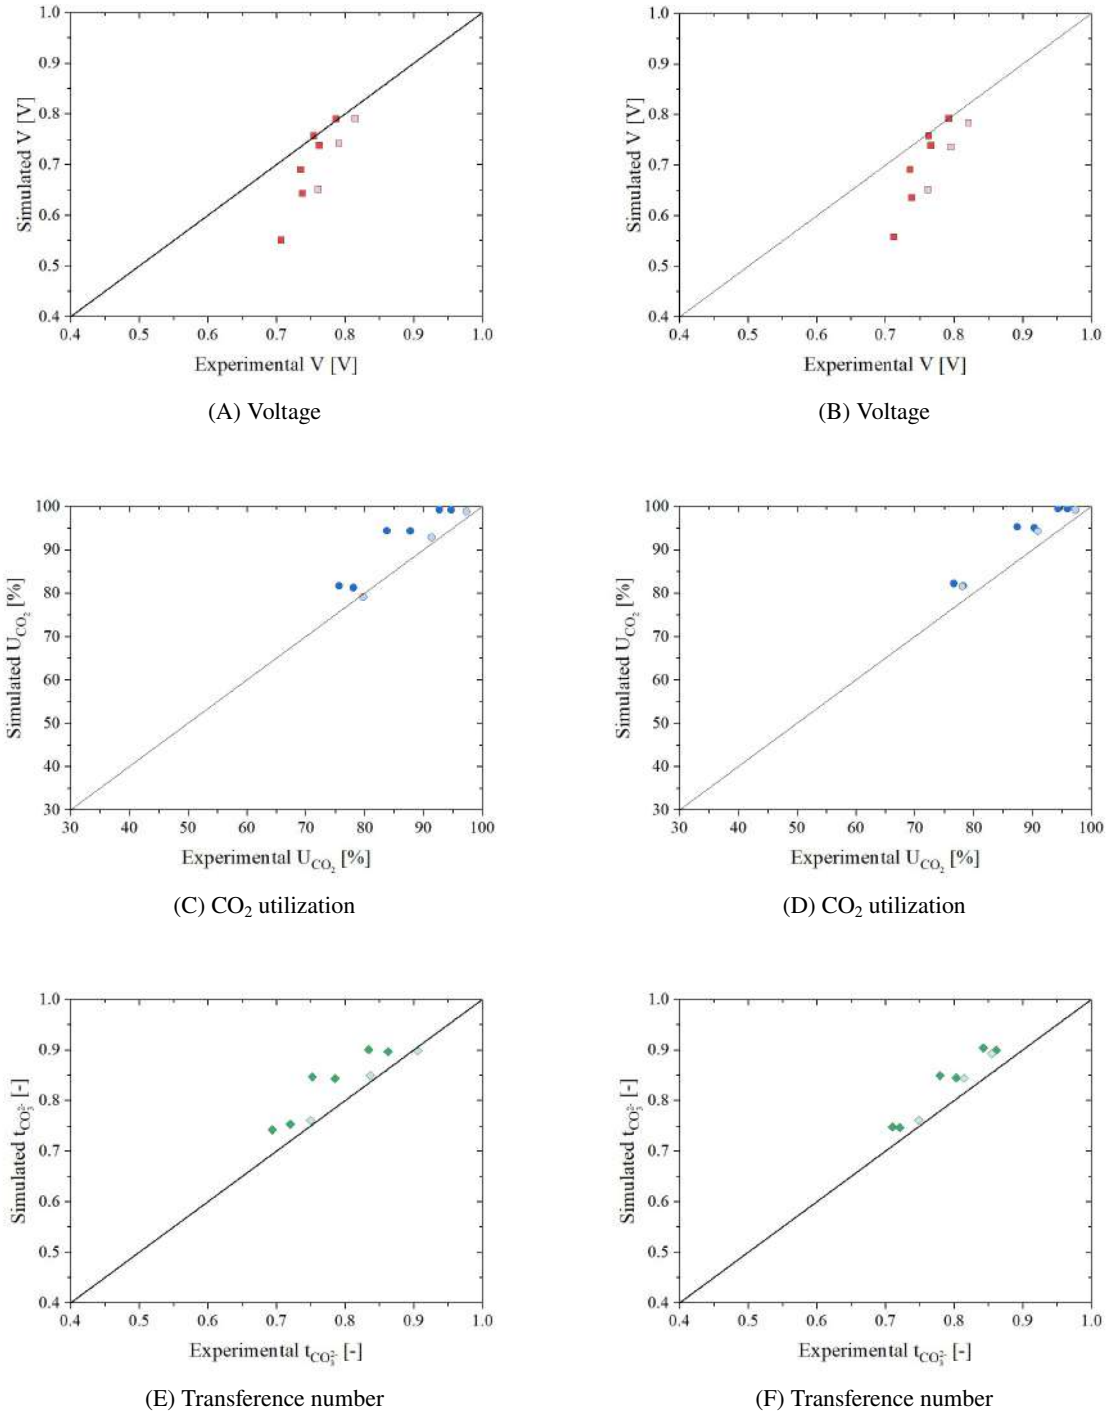 1.0
0.9
0.8
0.7
0.6
0.5
0.4
Simulated V [V]
0.4 0.5 0.6 0.7 0.8 0.9 1.0
Experimental V [V]
(A) Voltage
1.0
0.9
0.8
0.7
0.6
0.5
0.4
Simulated V [V]
0.4 0.5 0.6 0.7 0.8 0.9 1.0
Experimental V [V]
(B) Voltage
100
90
80
70
60
50
40
30
Simulated U_CO₂ [%]
30 40 50 60 70 80 90 100
Experimental U_CO₂ [%]
(C) CO₂ utilization
100
90
80
70
60
50
40
30
Simulated U_CO₂ [%]
30 40 50 60 70 80 90 100
Experimental U_CO₂ [%]
(D) CO₂ utilization
1.0
0.9
0.8
0.7
0.6
0.5
0.4
Simulated t_CO₃²⁻ [-]
0.4 0.5 0.6 0.7 0.8 0.9 1.0
Experimental t_CO₃²⁻ [-]
(E) Transference number
1.0
0.9
0.8
0.7
0.6
0.5
0.4
Simulated t_CO₃²⁻ [-]
0.4 0.5 0.6 0.7 0.8 0.9 1.0
Experimental t_CO₃²⁻ [-]
(F) Transference number